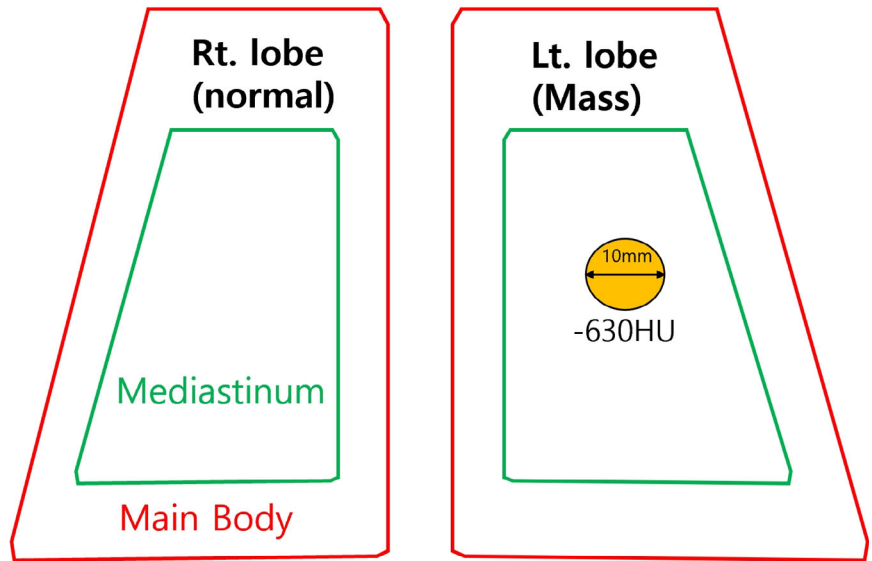 Rt. lobe
(normal)
Lt. lobe
(Mass)
10mm
-630HU
Mediastinum
Main Body